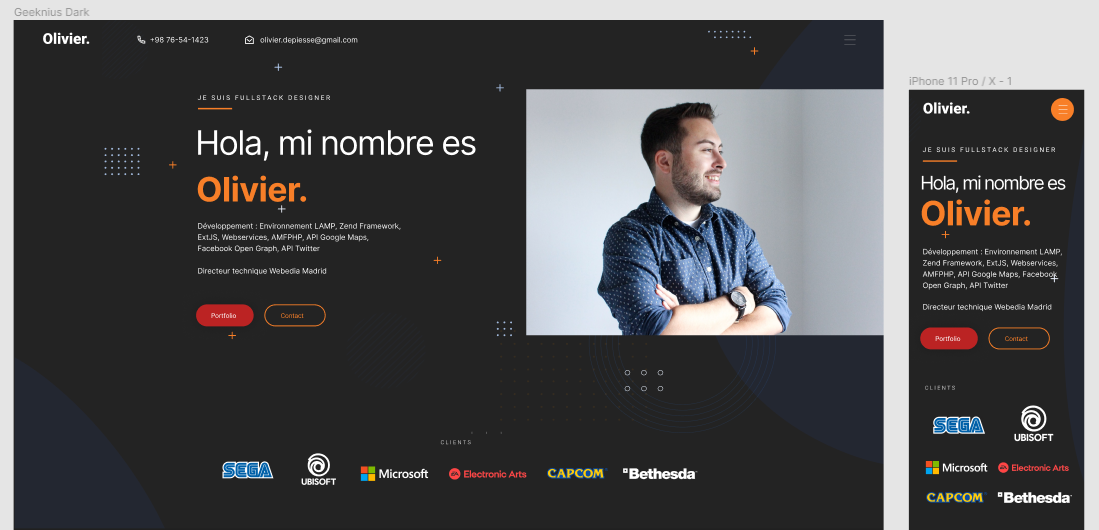 Geeknius Dark
Olivier.
+98 76-54-1423
olivier.depiesse@gmail.com
JE SUIS FULLSTACK DESIGNER
Hola, mi nombre es
Olivier.
Développement : Environnement LAMP, Zend Framework,
ExtJS, Webservices, AMFPHP, API Google Maps,
Facebook Open Graph, API Twitter
Directeur technique Webedia Madrid
Portfolio
Contact
CLIENTS
SEGA
UBISOFT
Microsoft
EA Electronic Arts
CAPCOM
Bethesda
iPhone 11 Pro / X - 1
Olivier.
JE SUIS FULLSTACK DESIGNER
Hola, mi nombre es
Olivier.
Développement : Environnement LAMP,
Zend Framework, ExtJS, Webservices,
AMFPHP, API Google Maps, Facebook
Open Graph, API Twitter
Directeur technique Webedia Madrid
Portfolio
Contact
CLIENTS
SEGA
UBISOFT
Microsoft
EA Electronic Arts
CAPCOM
Bethesda